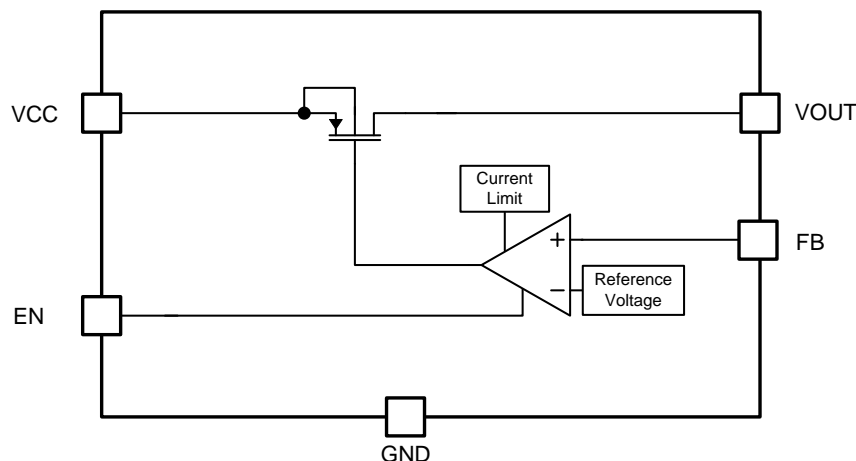 VCC
VOUT
Current
Limit
+
FB
−
Reference
Voltage
EN
GND